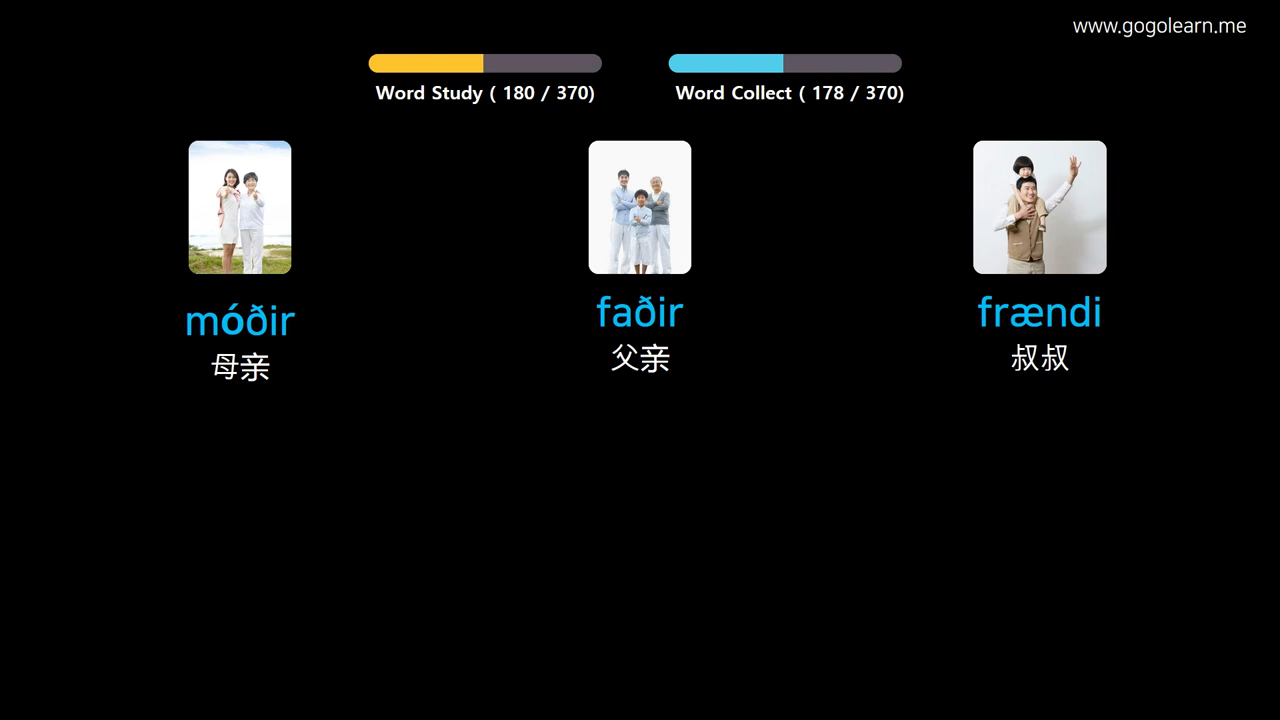 www.gogolearn.me
Word Study ( 180 / 370)
Word Collect ( 178 / 370)
móðir
faðir
frændi
母亲
父亲
叔叔